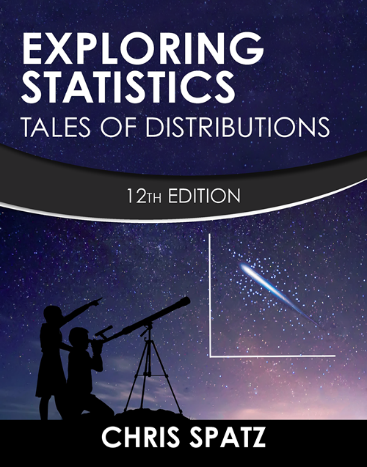 EXPLORING
STATISTICS
TALES OF DISTRIBUTIONS
12TH EDITION
CHRIS SPATZ